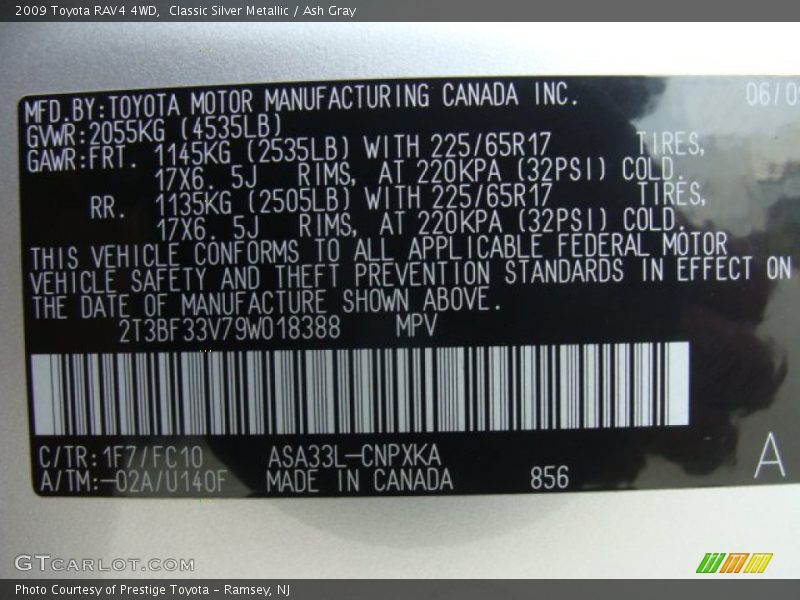 2009 Toyota RAV4 4WD,  Classic Silver Metallic / Ash Gray
MFD.BY:TOYOTA MOTOR MANUFACTURING CANADA INC. 06/0
GVWR:2055KG (4535LB)
GAWR:FRT. 1145KG (2535LB) WITH 225/65R17 TIRES,
17X6. 5J RIMS, AT 220KPA (32PSI) COLD.
RR. 1135KG (2505LB) WITH 225/65R17 TIRES,
17X6. 5J RIMS, AT 220KPA (32PSI) COLD.
THIS VEHICLE CONFORMS TO ALL APPLICABLE FEDERAL MOTOR
VEHICLE SAFETY AND THEFT PREVENTION STANDARDS IN EFFECT ON
THE DATE OF MANUFACTURE SHOWN ABOVE.
2T3BF33V79W018388 MPV
C/TR:1F7/FC10 ASA33L-CNPXKA
A/TM:-02A/U140F MADE IN CANADA 856 A
GTCARLOT.COM
Photo Courtesy of Prestige Toyota - Ramsey, NJ